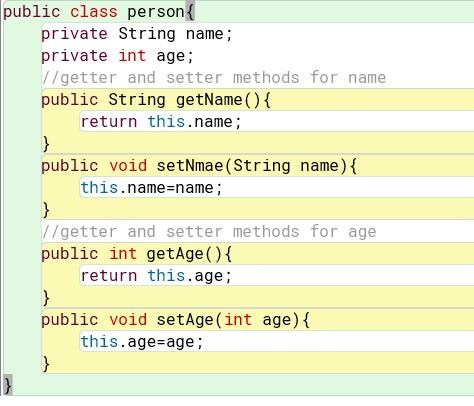 public class person{
private String name;
private int age;
//getter and setter methods for name
public String getName(){
return this.name;
}
public void setNmae(String name){
this.name=name;
}
//getter and setter methods for age
public int getAge(){
return this.age;
}
public void setAge(int age){
this.age=age;
}
}